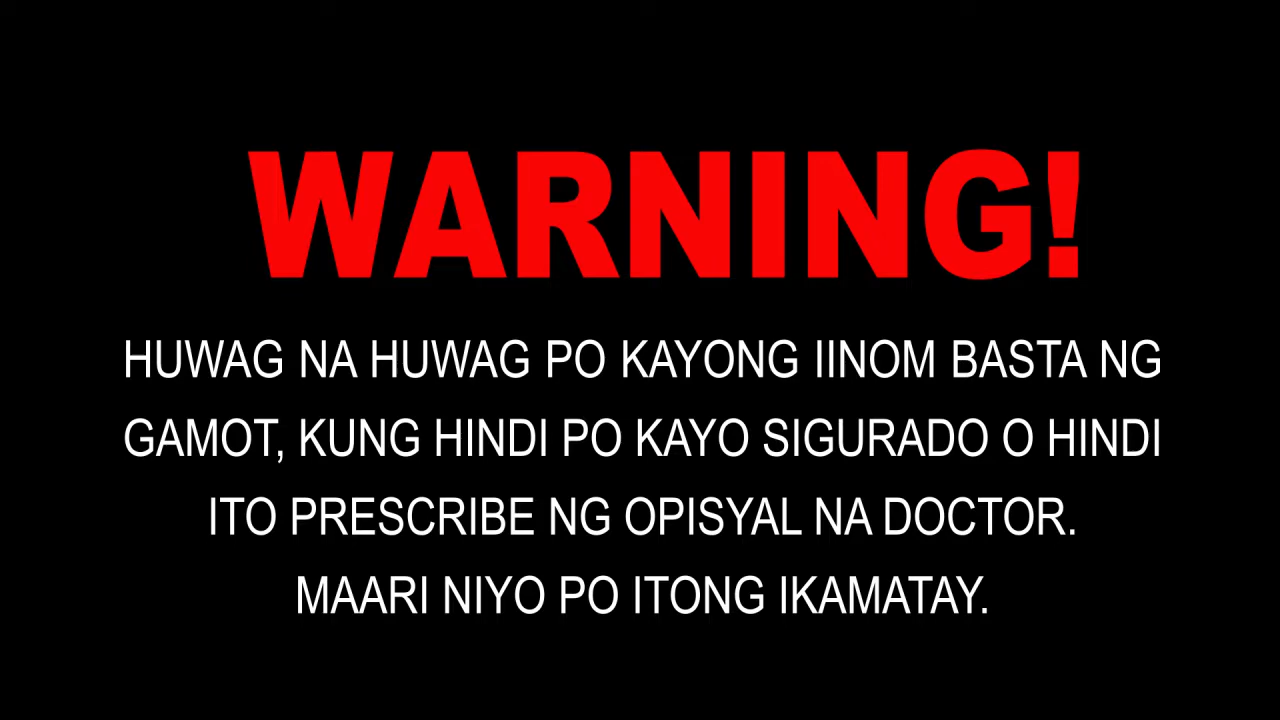 WARNING!
HUWAG NA HUWAG PO KAYONG IINOM BASTA NG
GAMOT, KUNG HINDI PO KAYO SIGURADO O HINDI
ITO PRESCRIBE NG OPISYAL NA DOCTOR.
MAARI NIYO PO ITONG IKAMATAY.